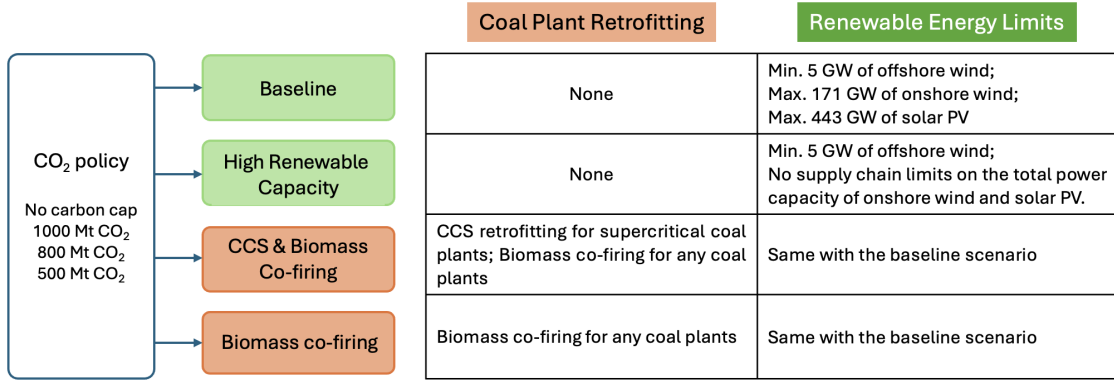 Coal Plant Retrofitting
Renewable Energy Limits
CO₂ policy
No carbon cap
1000 Mt CO₂
800 Mt CO₂
500 Mt CO₂
Baseline
None
Min. 5 GW of offshore wind;
Max. 171 GW of onshore wind;
Max. 443 GW of solar PV
High Renewable
Capacity
None
Min. 5 GW of offshore wind;
No supply chain limits on the total power
capacity of onshore wind and solar PV.
CCS & Biomass
Co-firing
CCS retrofitting for supercritical coal
plants; Biomass co-firing for any coal
plants
Same with the baseline scenario
Biomass co-firing
Biomass co-firing for any coal plants
Same with the baseline scenario